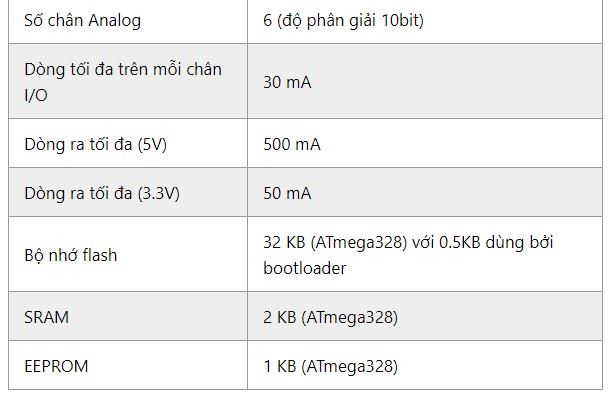 Số chân Analog
6 (độ phân giải 10bit)
Dòng tối đa trên mỗi chân
I/O
30 mA
Dòng ra tối đa (5V)
500 mA
Dòng ra tối đa (3.3V)
50 mA
Bộ nhớ flash
32 KB (ATmega328) với 0.5KB dùng bởi
bootloader
SRAM
2 KB (ATmega328)
EEPROM
1 KB (ATmega328)